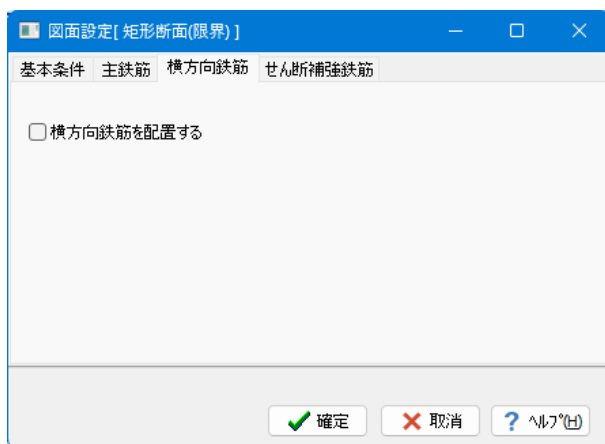 図面設定[ 矩形断面(限界) ]
基本条件 主鉄筋 横方向鉄筋 せん断補強鉄筋
横方向鉄筋を配置する
確定 取消 ? ﾍﾙﾌﾟ(H)